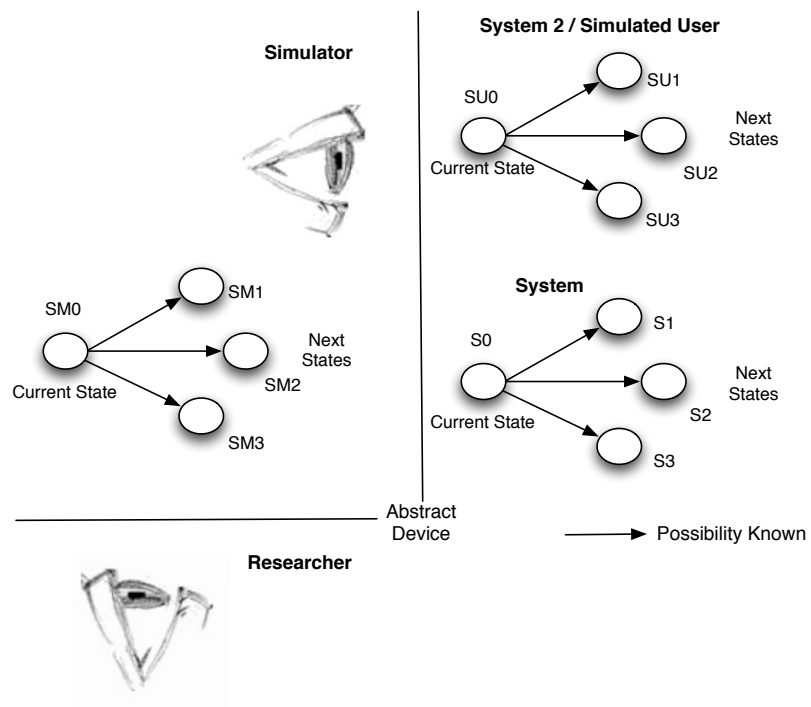 Simulator
SM0
SM1
SM2
SM3
Current State
Next
States
System 2 / Simulated User
SU0
SU1
SU2
SU3
Current State
Next
States
System
S0
S1
S2
S3
Current State
Next
States
Abstract
Device
Possibility Known
Researcher